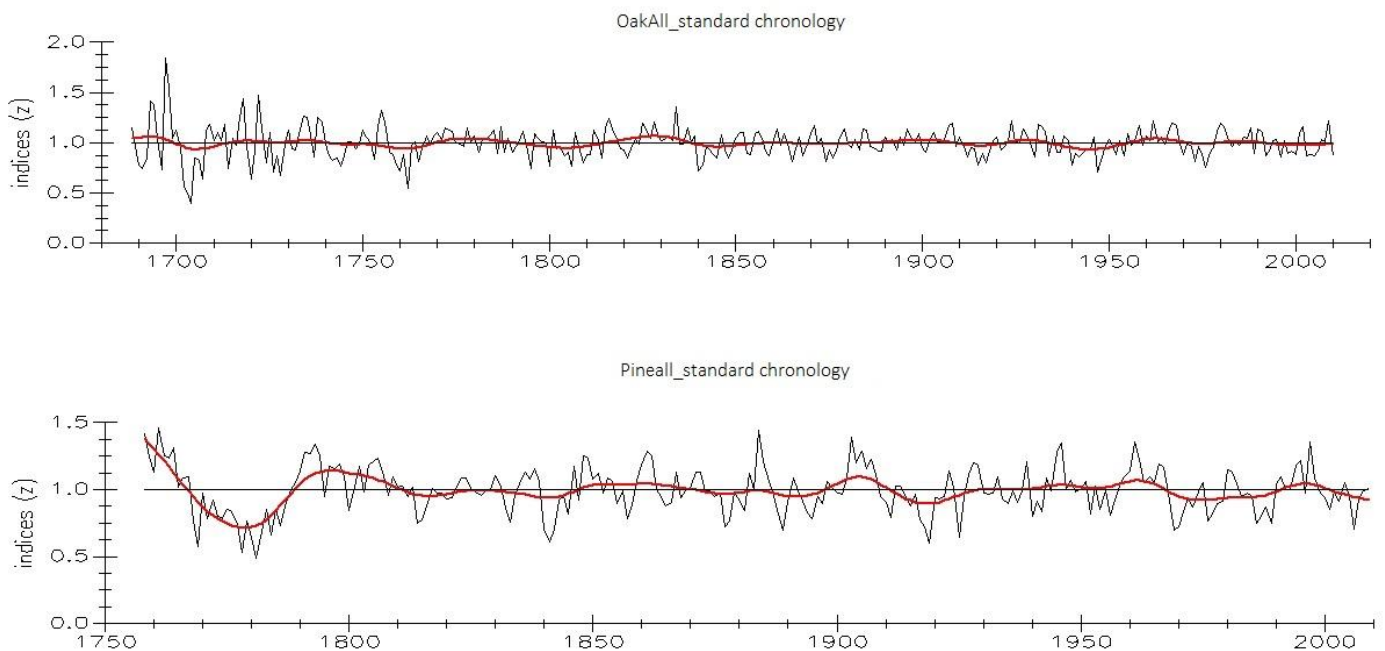 OakAll_standard chronology
2.0
1.5
1.0
0.5
0.0
indices (z)
1700 1750 1800 1850 1900 1950 2000
Pineall_standard chronology
1.5
1.0
0.5
0.0
indices (z)
1750 1800 1850 1900 1950 2000